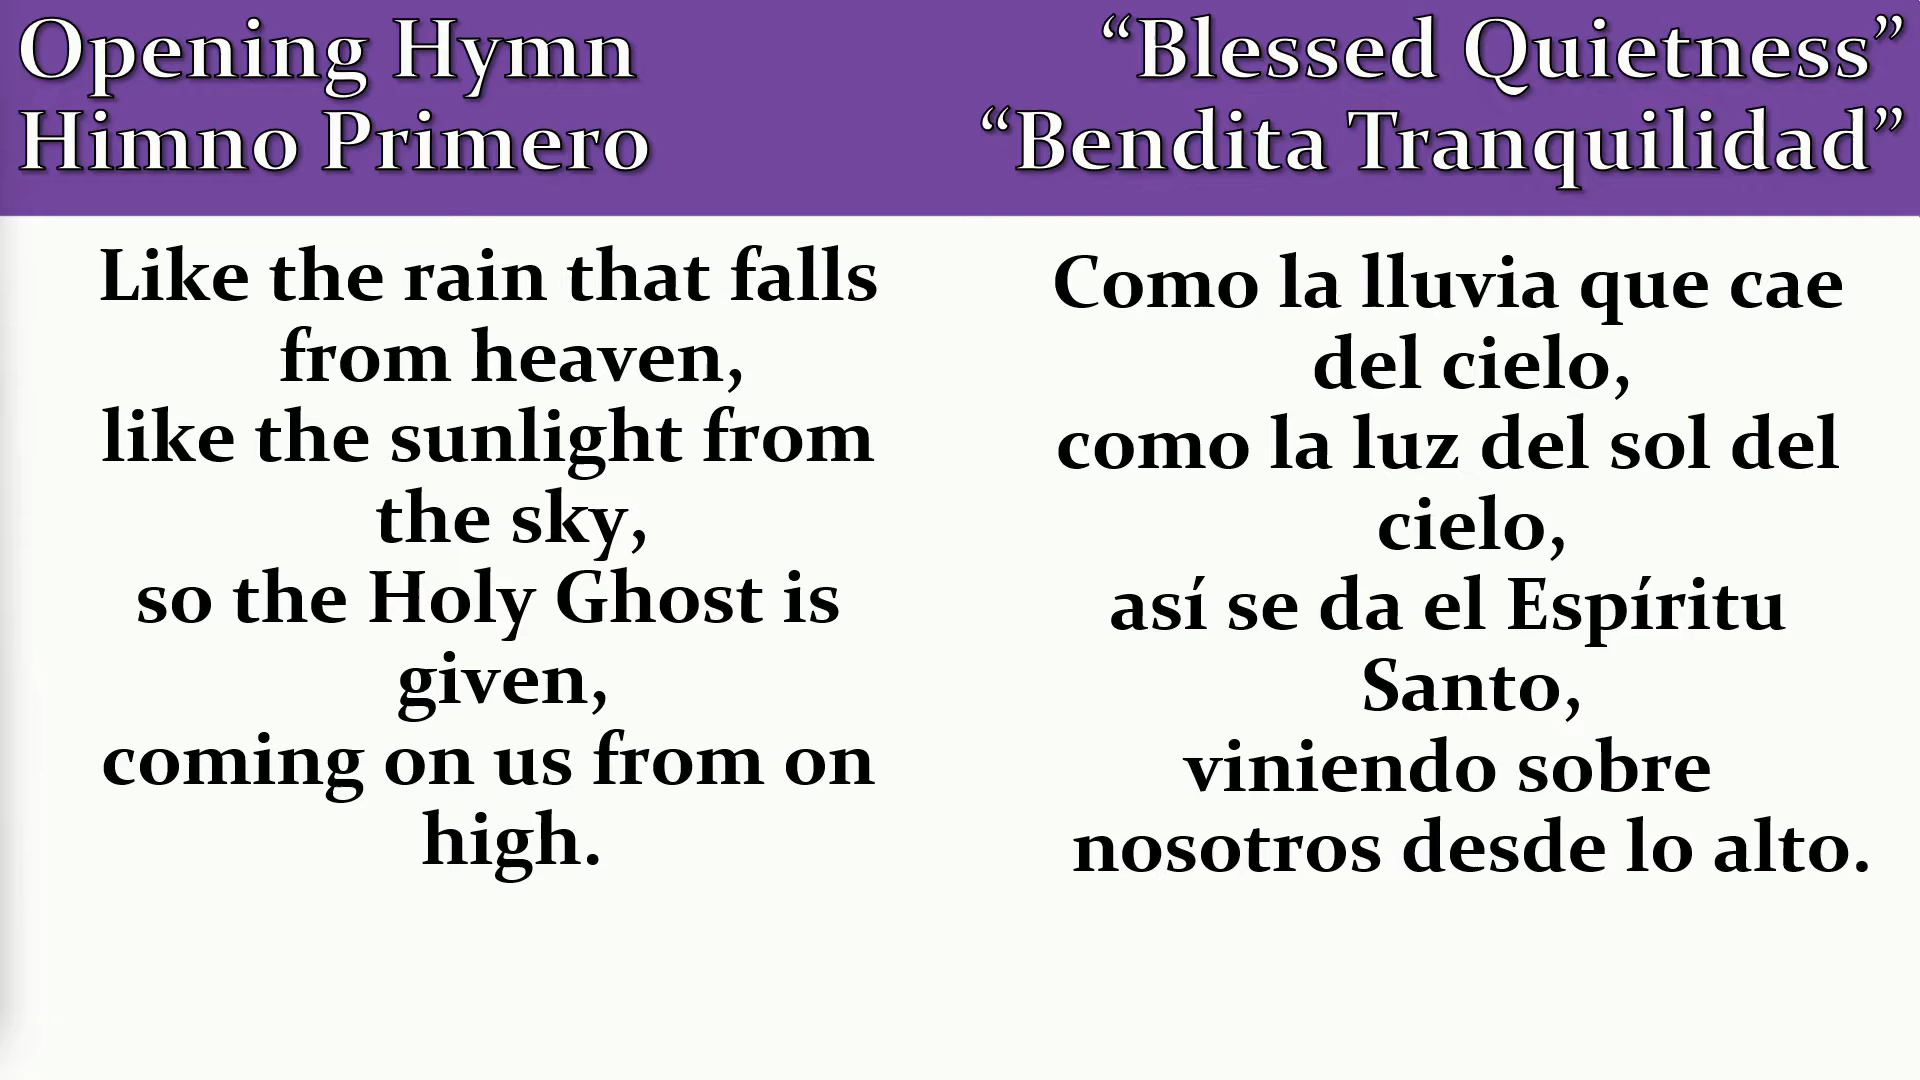 Opening Hymn
Himno Primero
“Blessed Quietness”
“Bendita Tranquilidad”
Like the rain that falls
from heaven,
like the sunlight from
the sky,
so the Holy Ghost is
given,
coming on us from on
high.
Como la lluvia que cae
del cielo,
como la luz del sol del
cielo,
así se da el Espíritu
Santo,
viniendo sobre
nosotros desde lo alto.